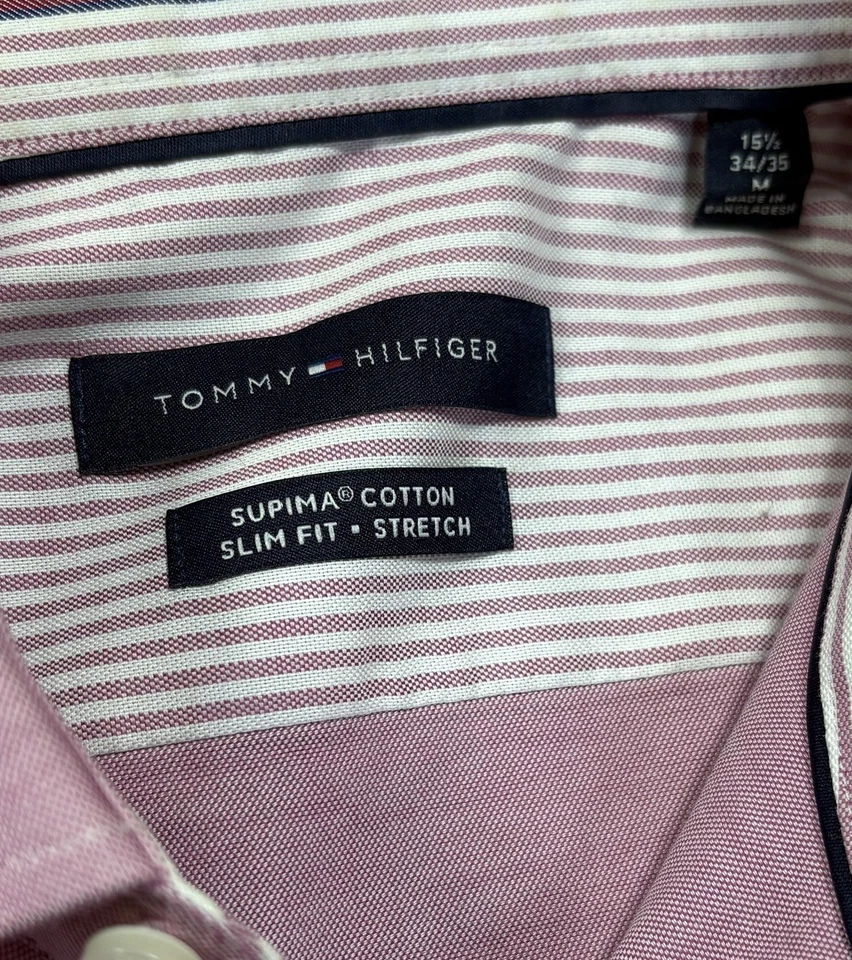 15½
34/35
M
MADE IN
BANGLADESH
TOMMY HILFIGER
SUPIMA® COTTON
SLIM FIT ▪ STRETCH